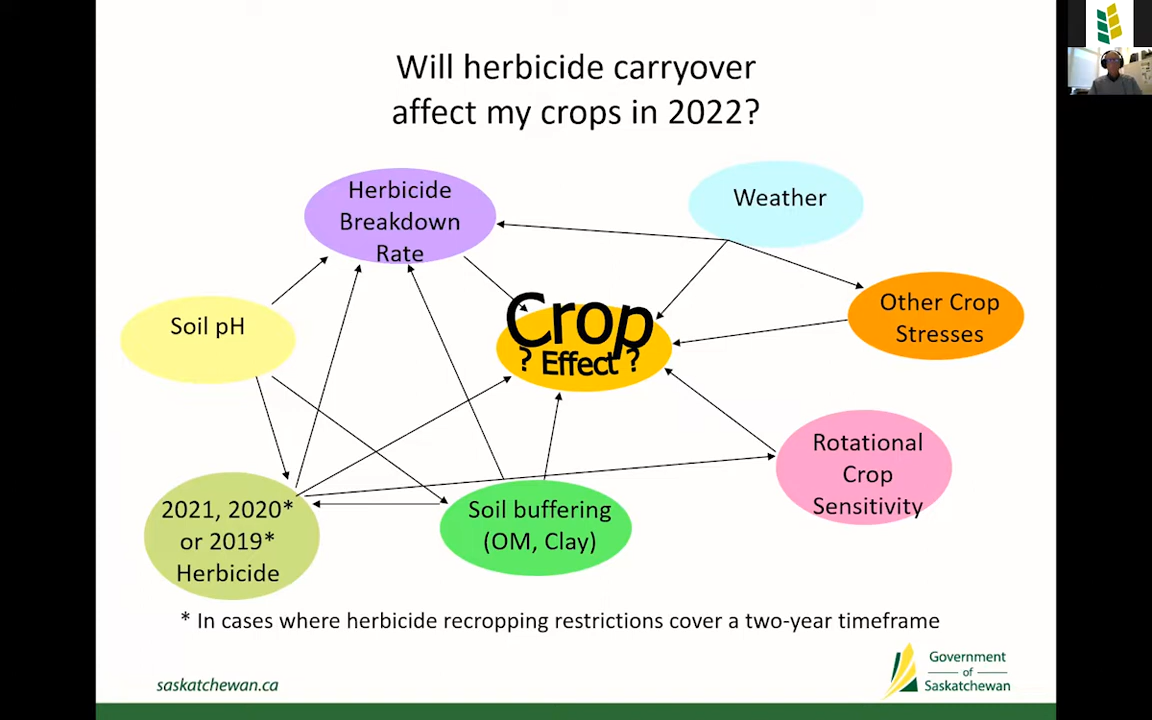 Will herbicide carryover
affect my crops in 2022?
Herbicide
Breakdown
Rate
Weather
Soil pH
Crop
? Effect ?
Other Crop
Stresses
Rotational
Crop
Sensitivity
2021, 2020*
or 2019*
Herbicide
Soil buffering
(OM, Clay)
* In cases where herbicide recropping restrictions cover a two-year timeframe
saskatchewan.ca
Government
of
Saskatchewan